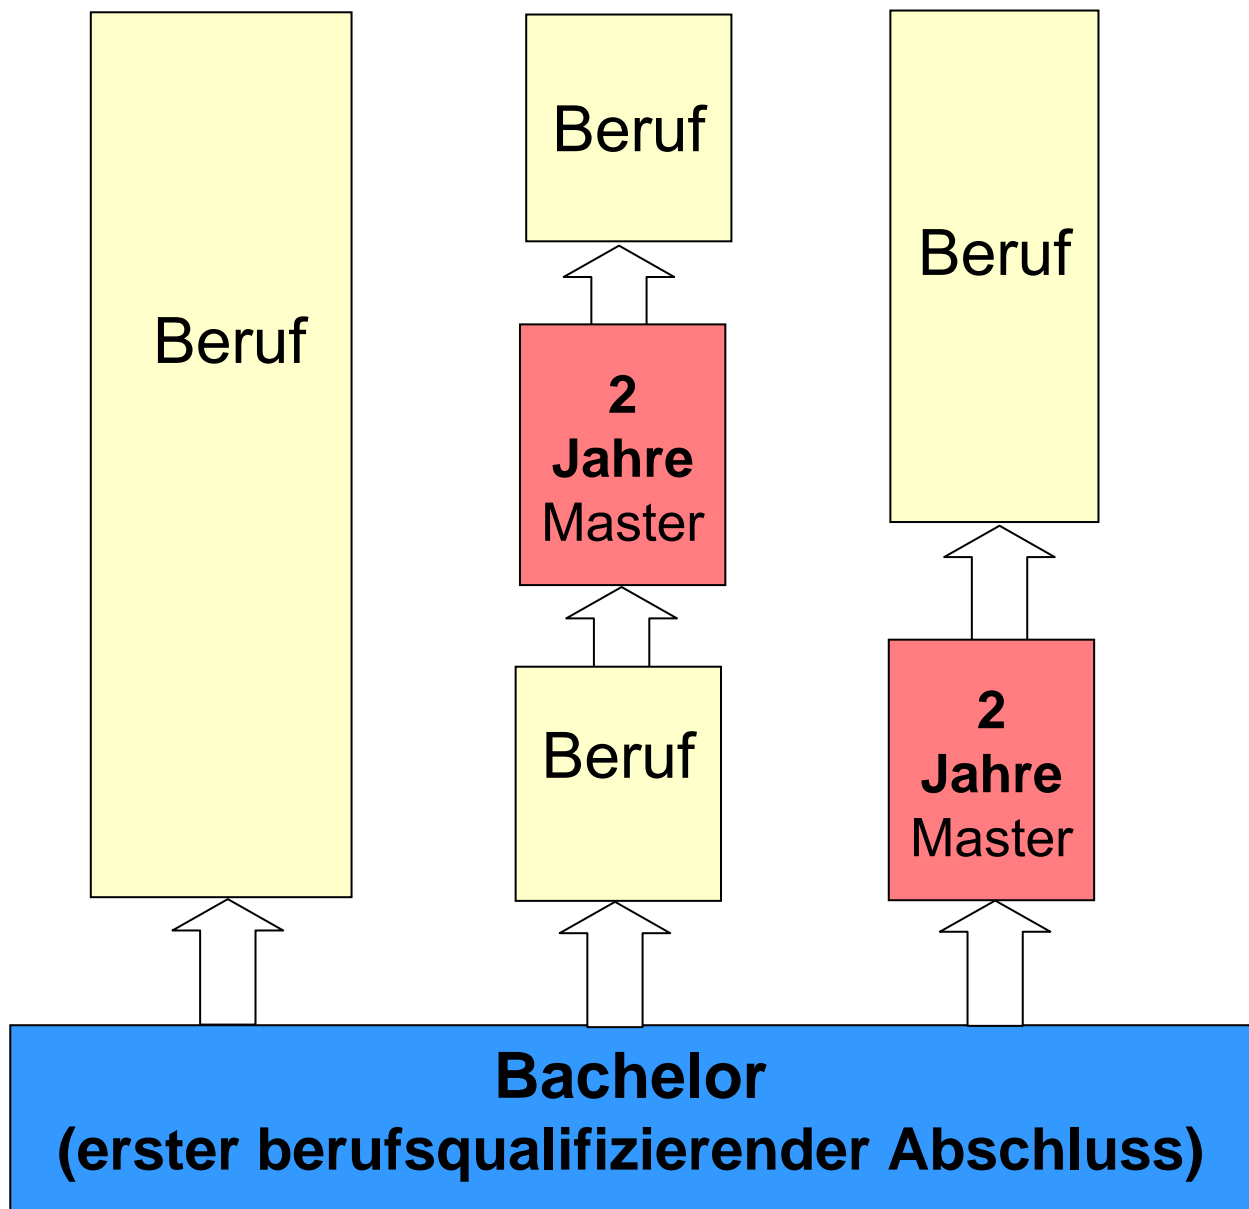 Beruf
Beruf
2
Jahre
Master
Beruf
Beruf
2
Jahre
Master
Bachelor
(erster berufsqualifizierender Abschluss)